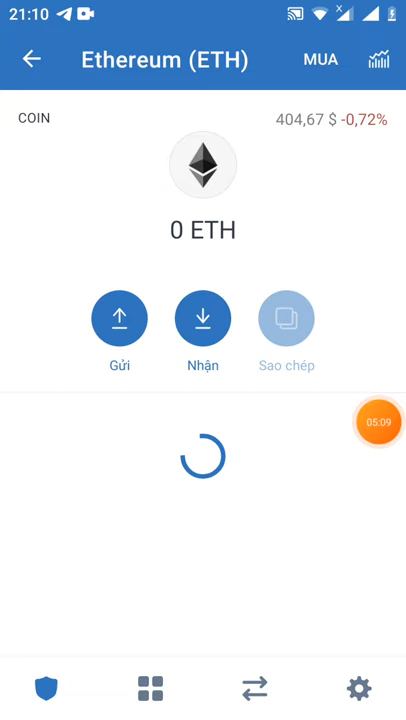 21:10
Ethereum (ETH)
MUA
COIN
404,67 $ -0,72%
0 ETH
Gửi
Nhận
Sao chép
05:09